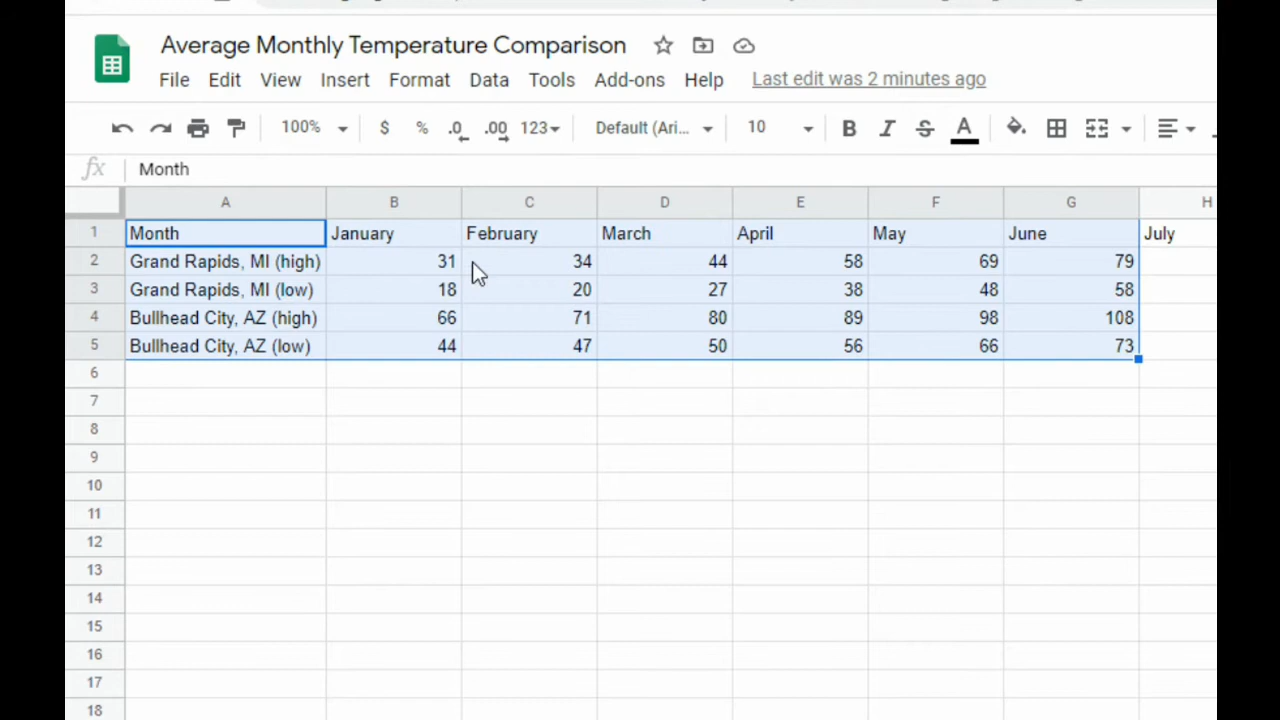 Average Monthly Temperature Comparison
File Edit View Insert Format Data Tools Add-ons Help Last edit was 2 minutes ago
100% $ % .0 .00 123 Default (Ari... 10 B I S A
fx Month
A B C D E F G H
1 Month January February March April May June July
2 Grand Rapids, MI (high) 31 34 44 58 69 79
3 Grand Rapids, MI (low) 18 20 27 38 48 58
4 Bullhead City, AZ (high) 66 71 80 89 98 108
5 Bullhead City, AZ (low) 44 47 50 56 66 73
6
7
8
9
10
11
12
13
14
15
16
17
18